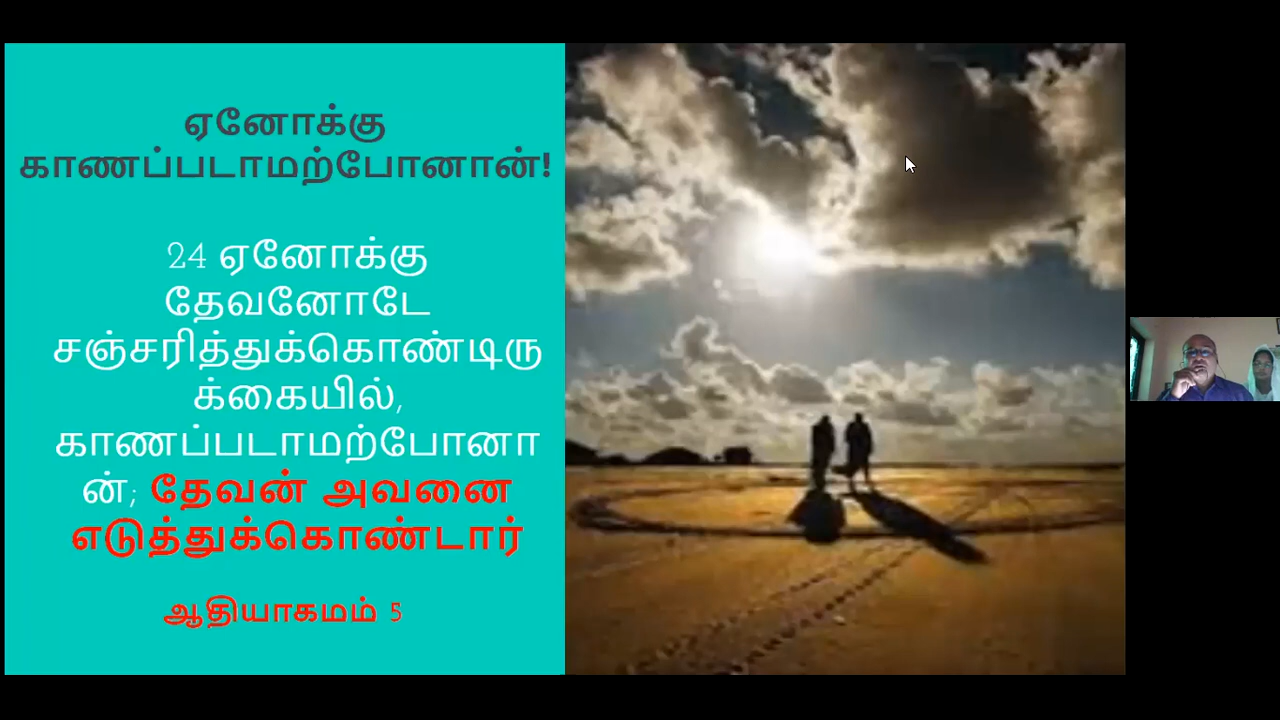 ஏனோக்கு
காணப்படாமற்போனான்!
24 ஏனோக்கு
தேவனோடே
சஞ்சரித்துக்கொண்டிரு
க்கையில்,
காணப்படாமற்போனா
ன்; தேவன் அவனை
எடுத்துக்கொண்டார்
ஆதியாகமம் 5